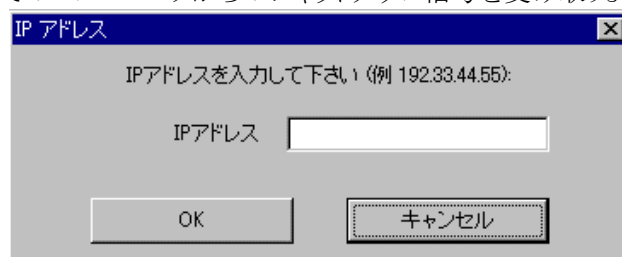 IP アドレス
IPアドレスを入力して下さい (例 192.33.44.55):
IPアドレス
OK
キャンセル